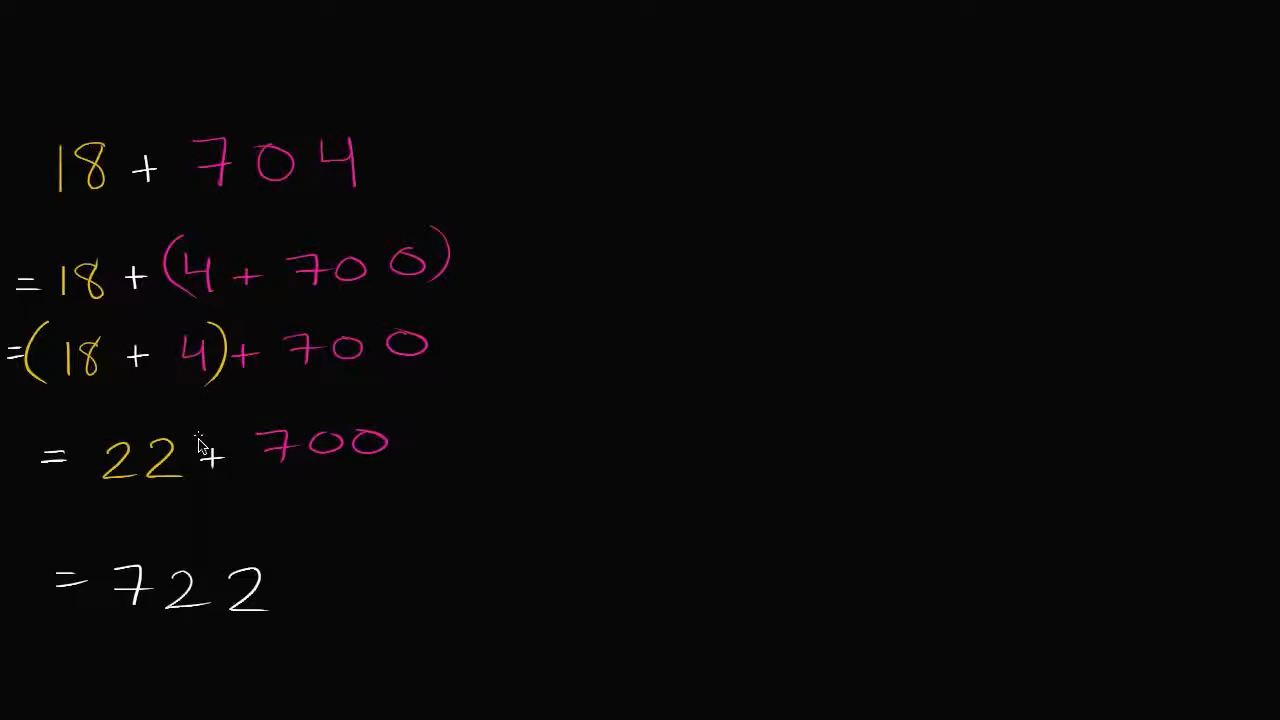 18 + 704
= 18 + (4 + 700)
= (18 + 4) + 700
= 22 + 700
= 722